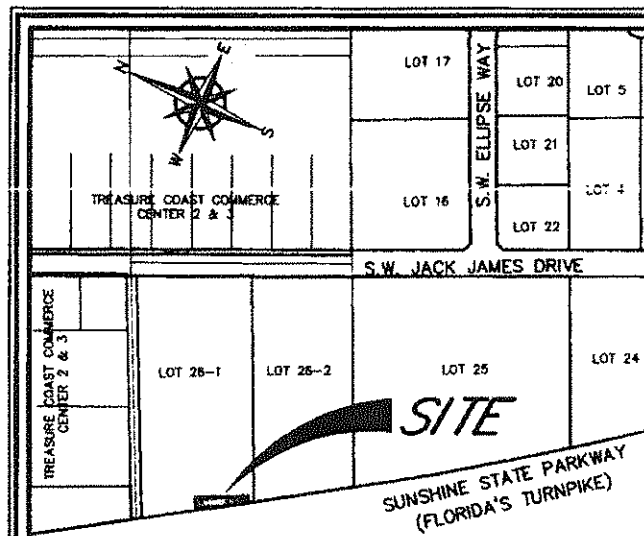 N
E
S
W
TREASURE COAST COMMERCE
CENTER 2 & 3
LOT 17
LOT 16
S.W. ELLIPSE WAY
LOT 20
LOT 21
LOT 22
LOT 5
LOT 4
S.W. JACK JAMES DRIVE
TREASURE COAST COMMERCE
CENTER 2 & 3
LOT 26-1
LOT 26-2
LOT 25
LOT 24
SITE
SUNSHINE STATE PARKWAY
(FLORIDA'S TURNPIKE)